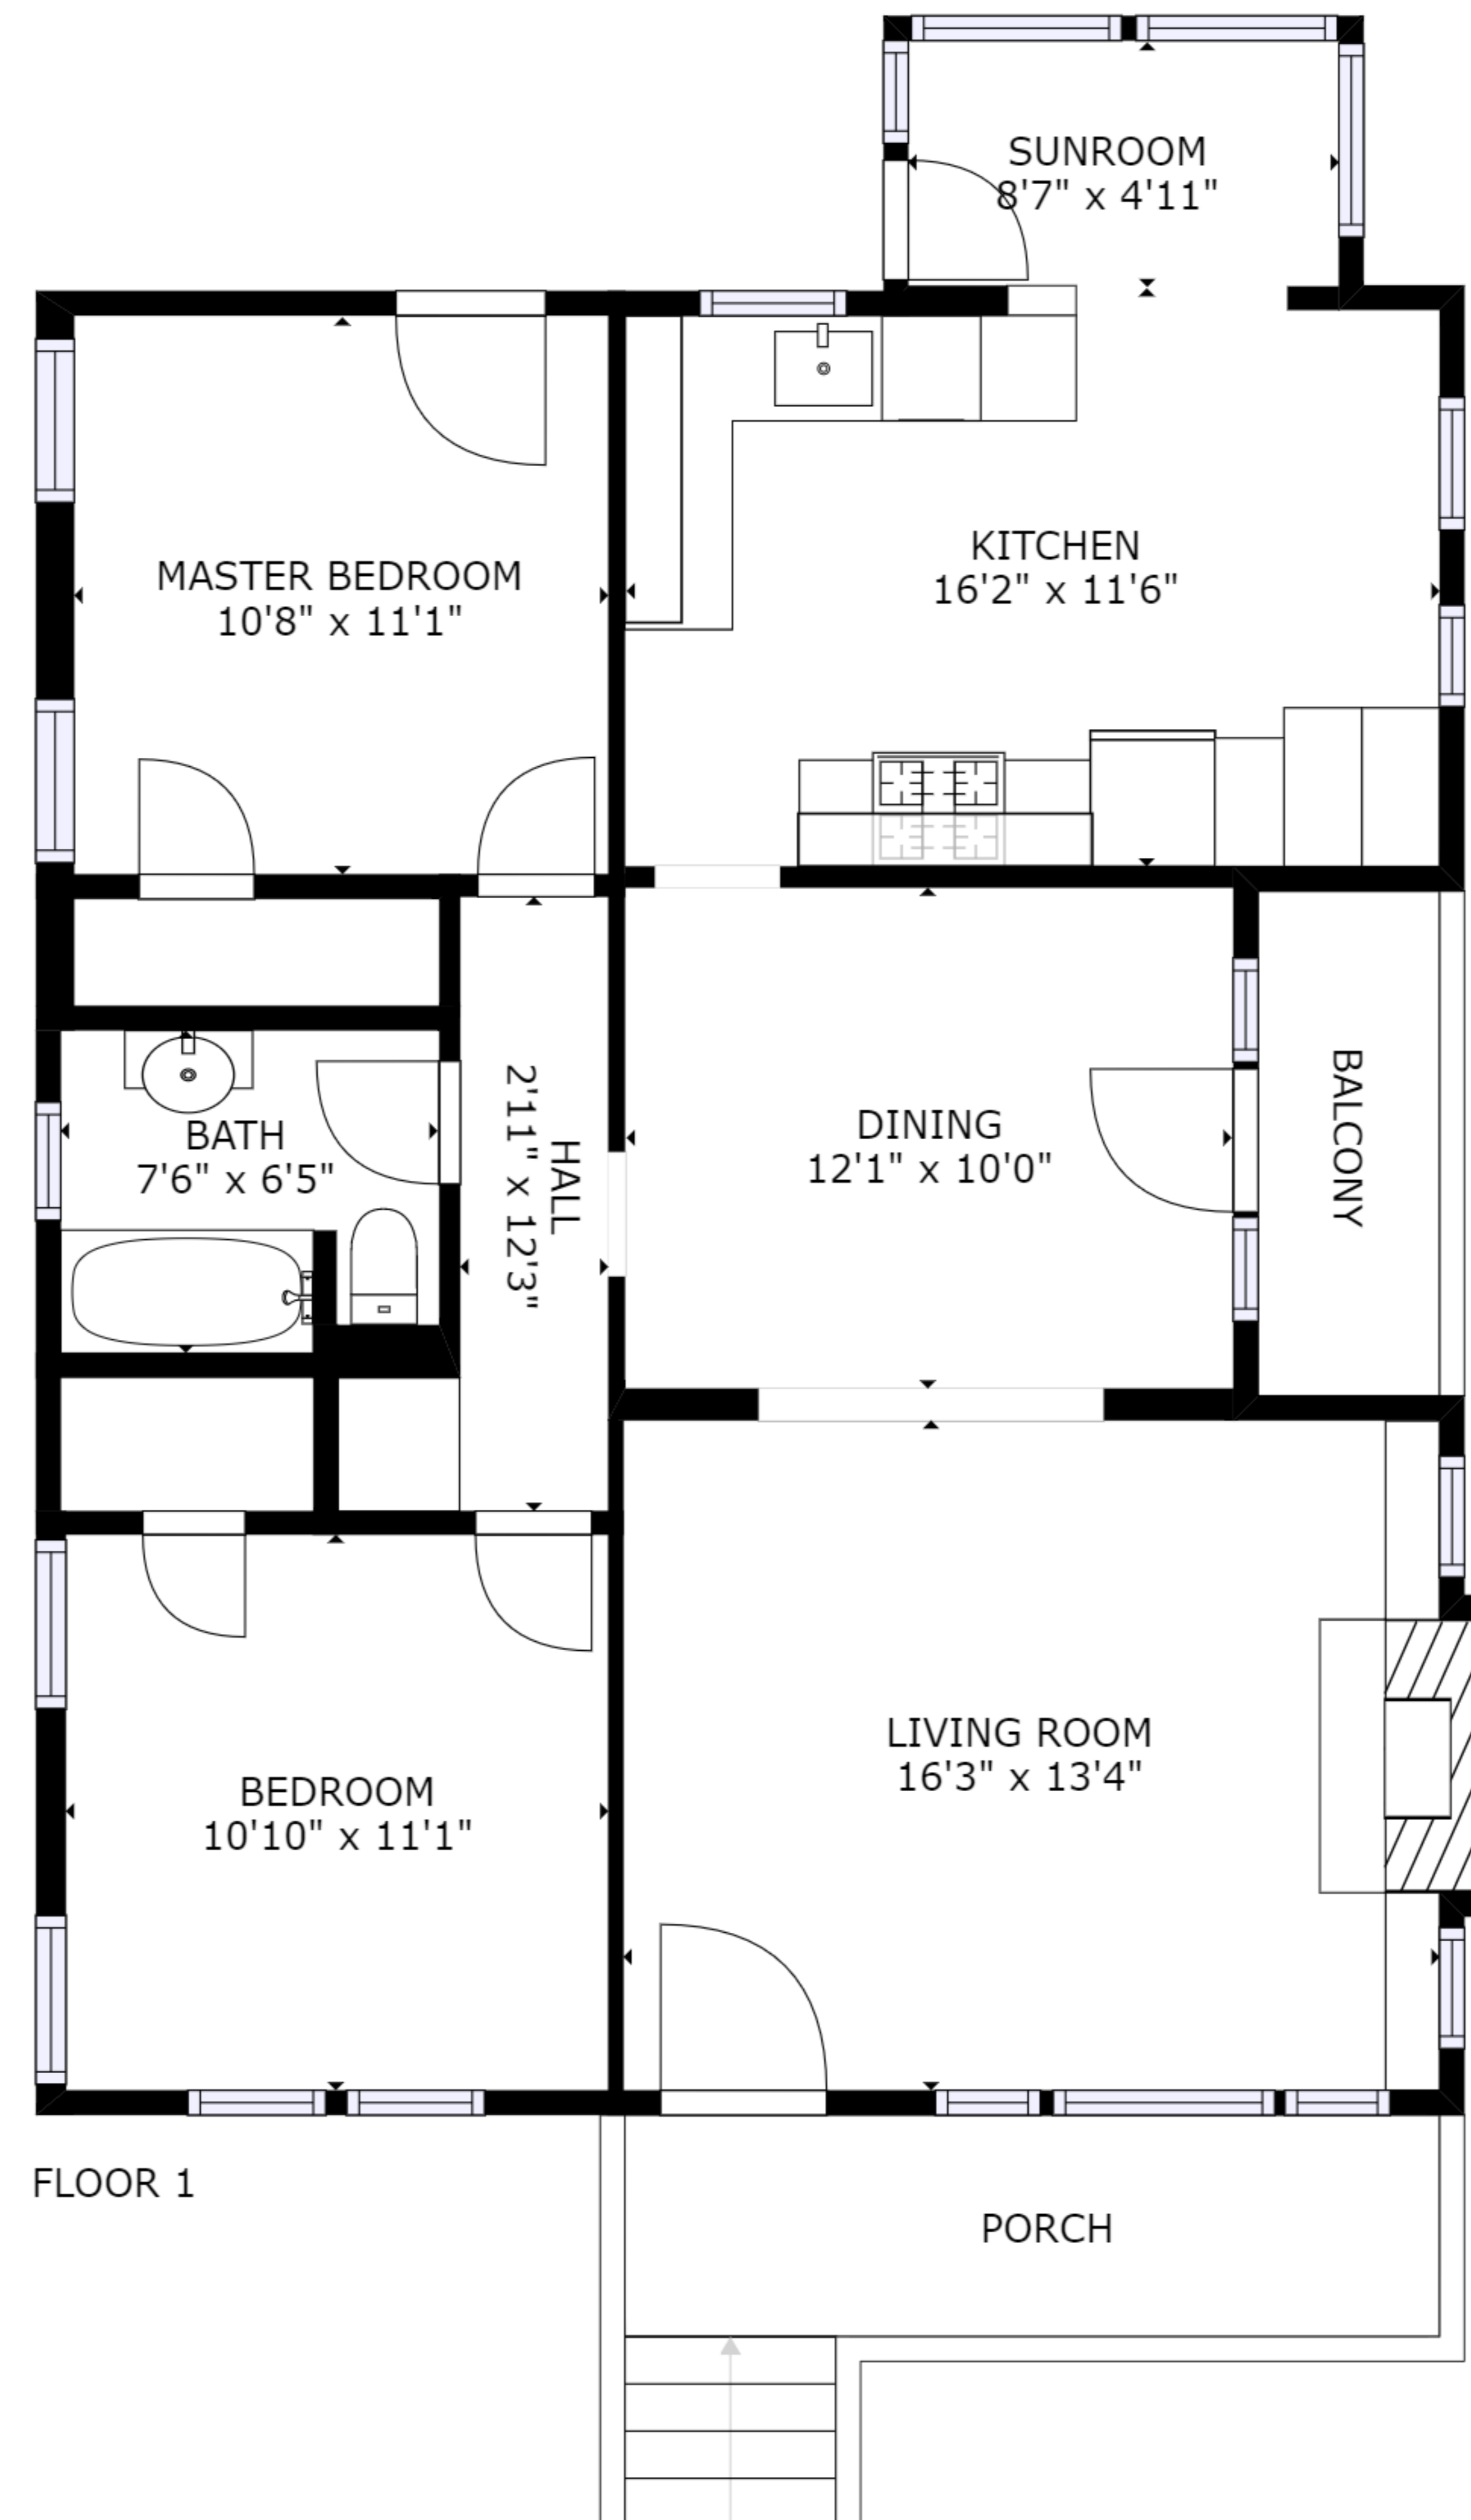 SUNROOM
8'7" x 4'11"
KITCHEN
16'2" x 11'6"
MASTER BEDROOM
10'8" x 11'1"
BATH
7'6" x 6'5"
HALL
2'11" x 12'3"
DINING
12'1" x 10'0"
BALCONY
LIVING ROOM
16'3" x 13'4"
BEDROOM
10'10" x 11'1"
FLOOR 1
PORCH